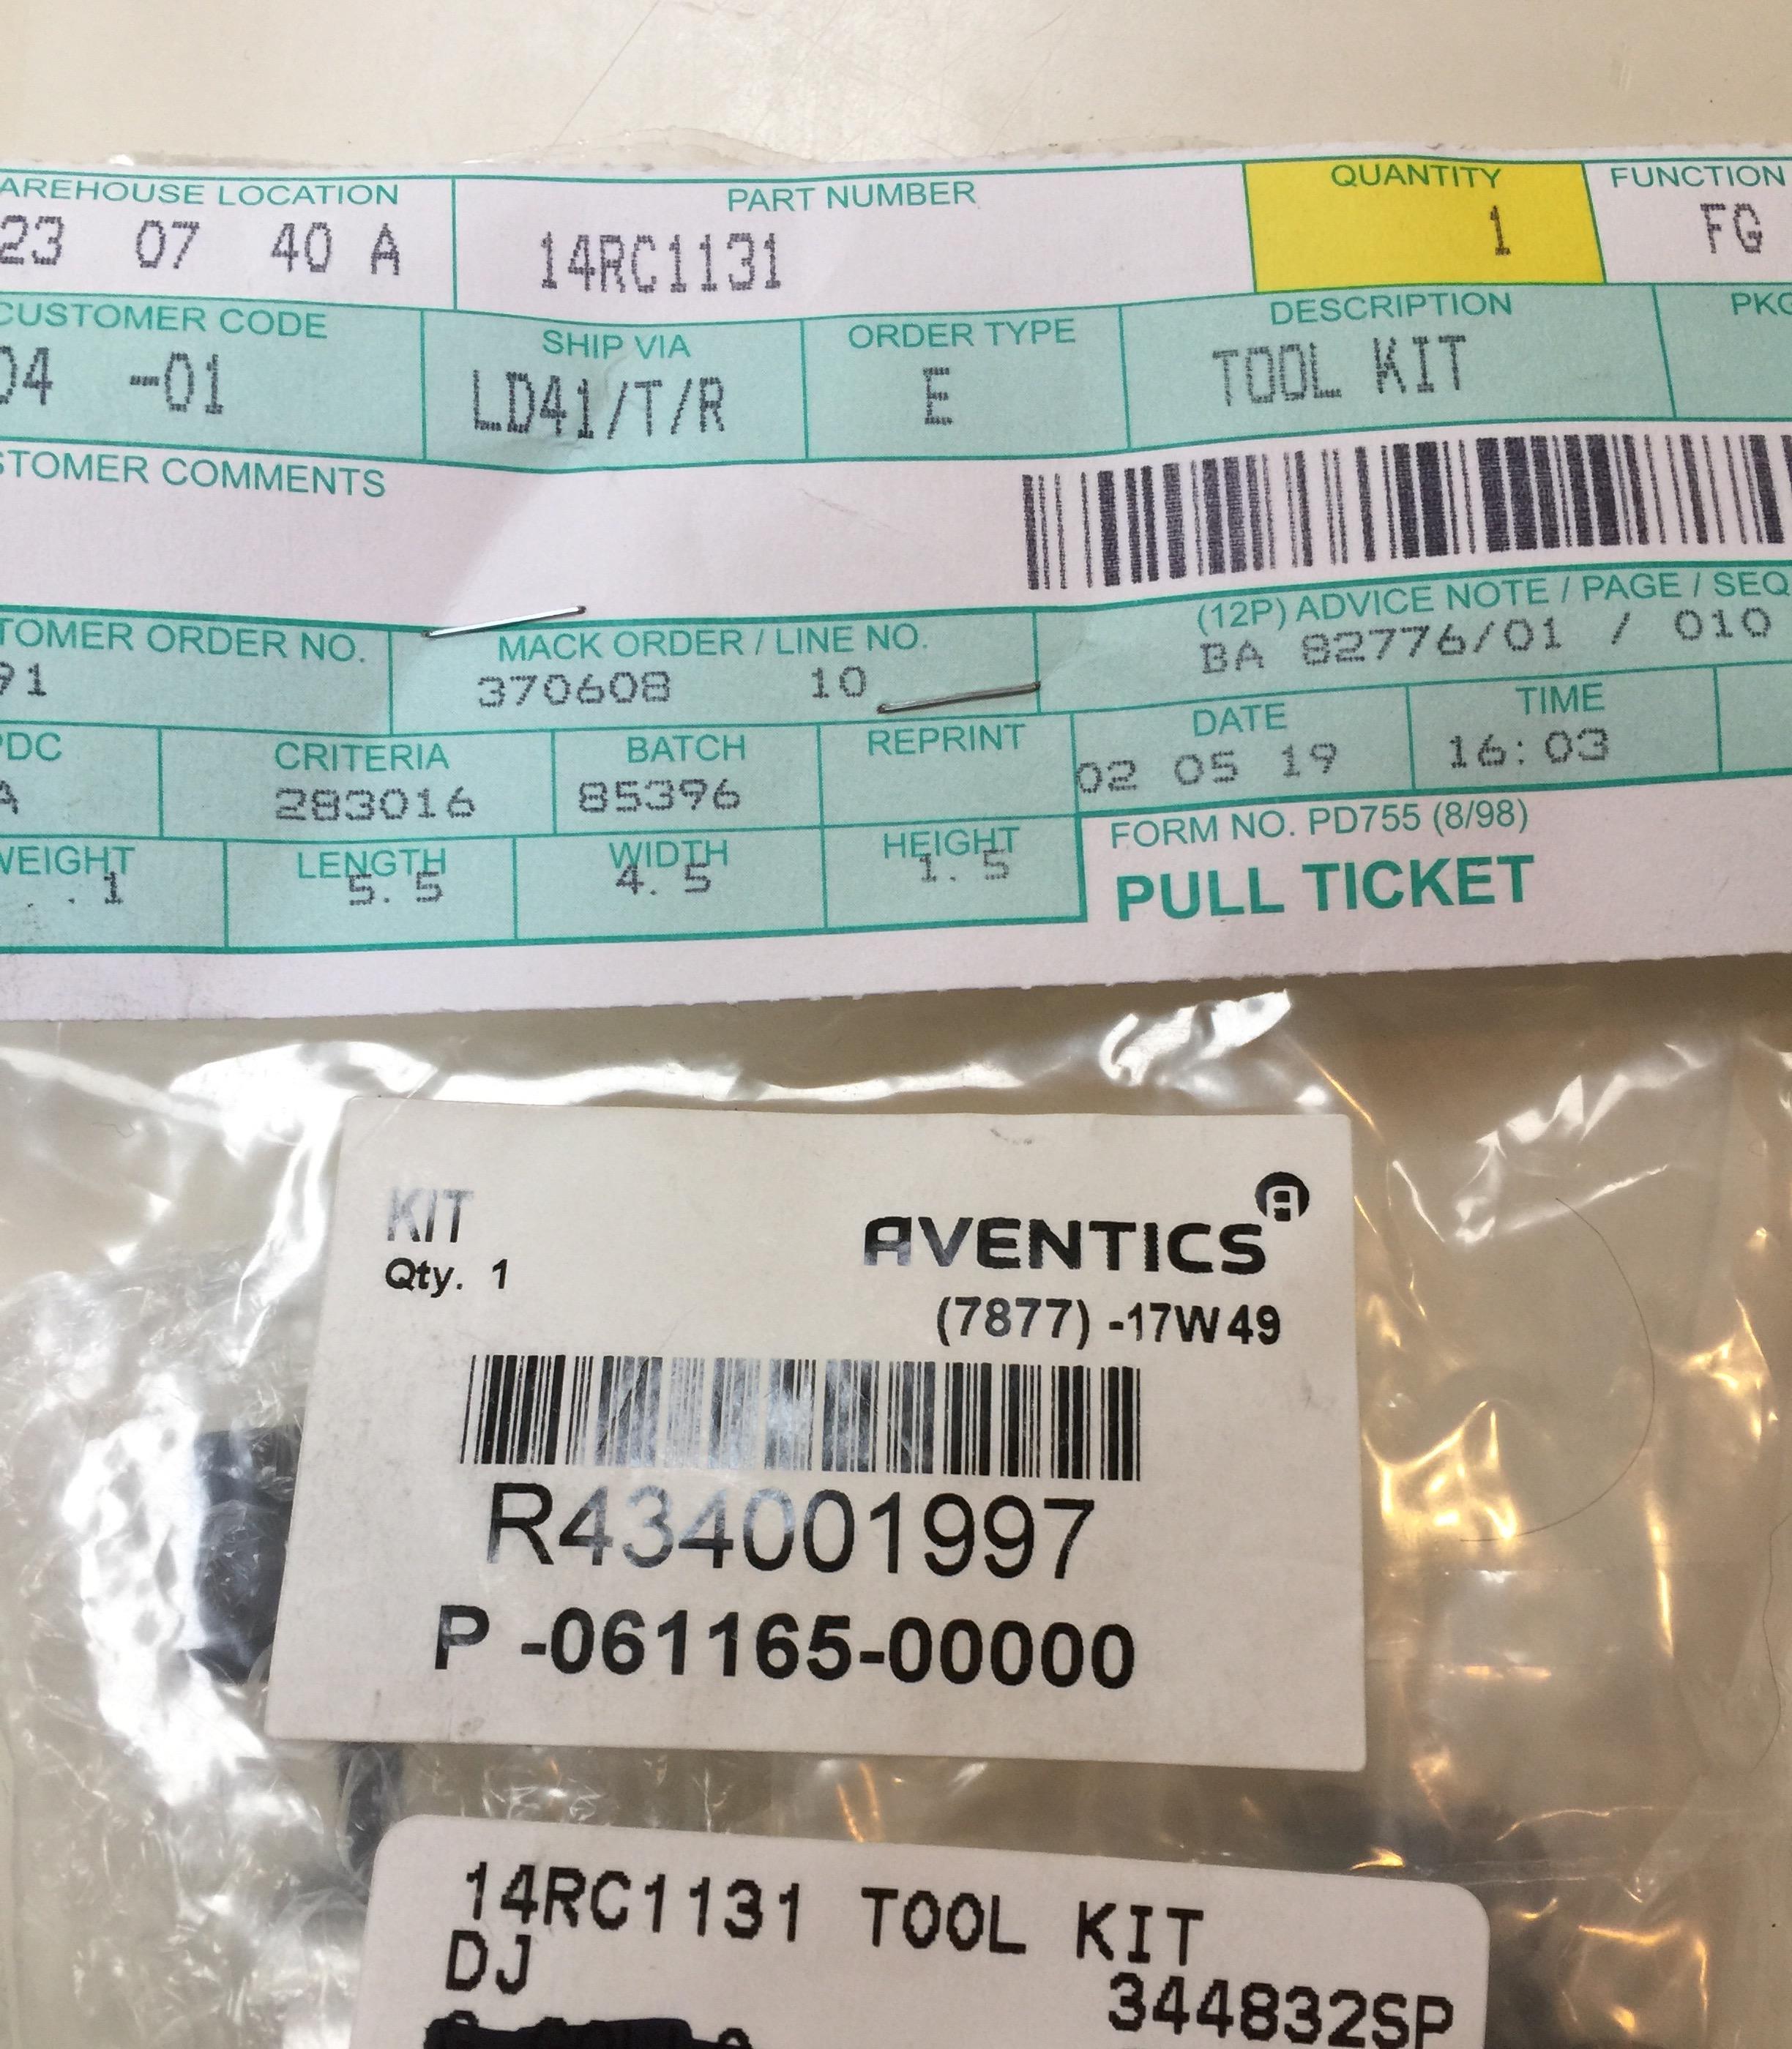 AREHOUSE LOCATION PART NUMBER QUANTITY FUNCTION
23 07 40 A 14RC1131 1 FG
CUSTOMER CODE SHIP VIA ORDER TYPE DESCRIPTION PKG
04 -01 LD41/T/R E TOOL KIT
STOMER COMMENTS
TOMER ORDER NO. MACK ORDER / LINE NO. (12P) ADVICE NOTE / PAGE / SEQ
91 370608 10 BA 82776/01 / 010
PDC CRITERIA BATCH REPRINT DATE TIME
A 283016 85396 02 05 19 16:03
WEIGHT LENGTH WIDTH HEIGHT FORM NO. PD755 (8/98)
.1 5.5 4.5 1.5 PULL TICKET
KIT AVENTICS
Qty. 1
(7877) -17W49
R434001997
P -061165-00000
14RC1131 TOOL KIT
DJ
344832SP